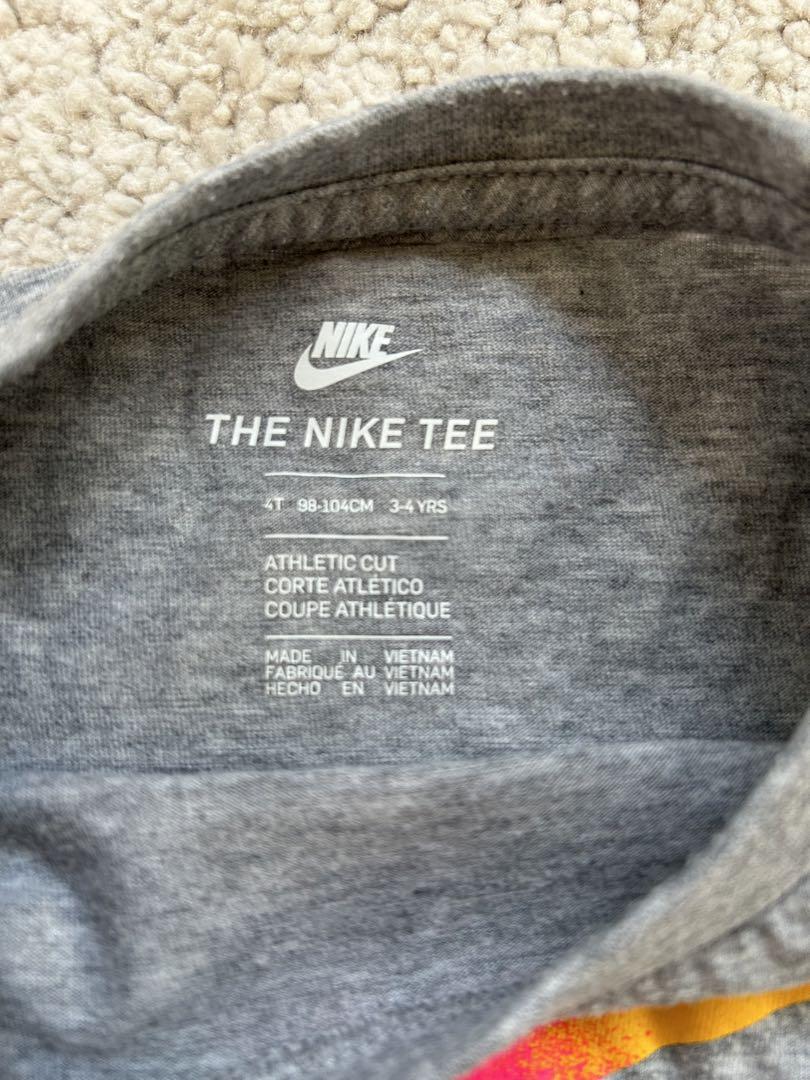 NIKE
THE NIKE TEE
4T 98-104CM 3-4 YRS
ATHLETIC CUT
CORTE ATLÉTICO
COUPE ATHLÉTIQUE
MADE IN VIETNAM
FABRIQUÉ AU VIETNAM
HECHO EN VIETNAM